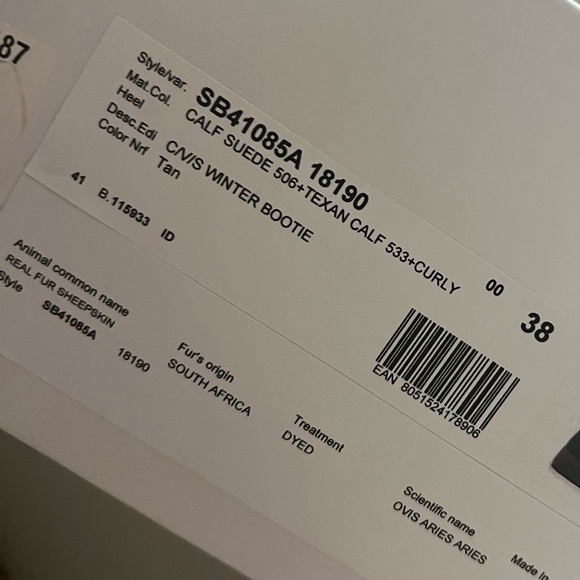 87
Style/var. SB41085A 18190
Mat.Col. CALF SUEDE 506+TEXAN CALF 533+CURLY
Heel 00 38
Desc.Edi C/V/S WINTER BOOTIE
Color Nrf Tan
41 B.115933 ID
EAN 8051524178906
Animal common name Fur's origin Treatment Scientific name Made in
REAL FUR SHEEPSKIN SOUTH AFRICA DYED OVIS ARIES ARIES
Style SB41085A 18190